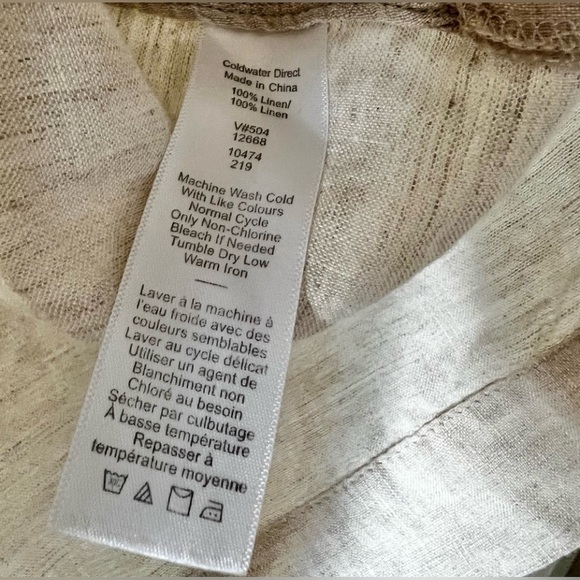 Coldwater Direct
Made in China
100% Linen/
100% Linen
V#504
12668
10474
219
Machine Wash Cold
With Like Colours
Normal Cycle
Only Non-Chlorine
Bleach If Needed
Tumble Dry Low
Warm Iron
Laver à la machine à
l'eau froide avec des
couleurs semblables
Laver au cycle délicat
Utiliser un agent de
Blanchiment non
Chloré au besoin
Sécher par culbutage
À basse température
Repasser à
température moyenne